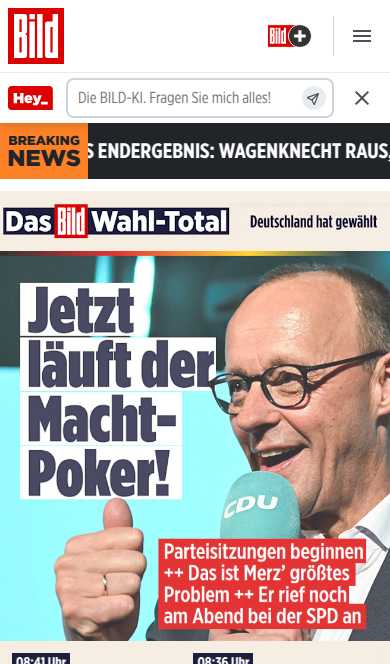 Bild
Bild
Hey_
Die BILD-KI. Fragen Sie mich alles!
BREAKING
NEWS
S ENDERGEBNIS: WAGENKNECHT RAUS,
Das Bild Wahl-Total
Deutschland hat gewählt
Jetzt
läuft der
Macht-
Poker!
CDU
Parteisitzungen beginnen
++ Das ist Merz’ größtes
Problem ++ Er rief noch
am Abend bei der SPD an
08:41 Uhr
08:36 Uhr